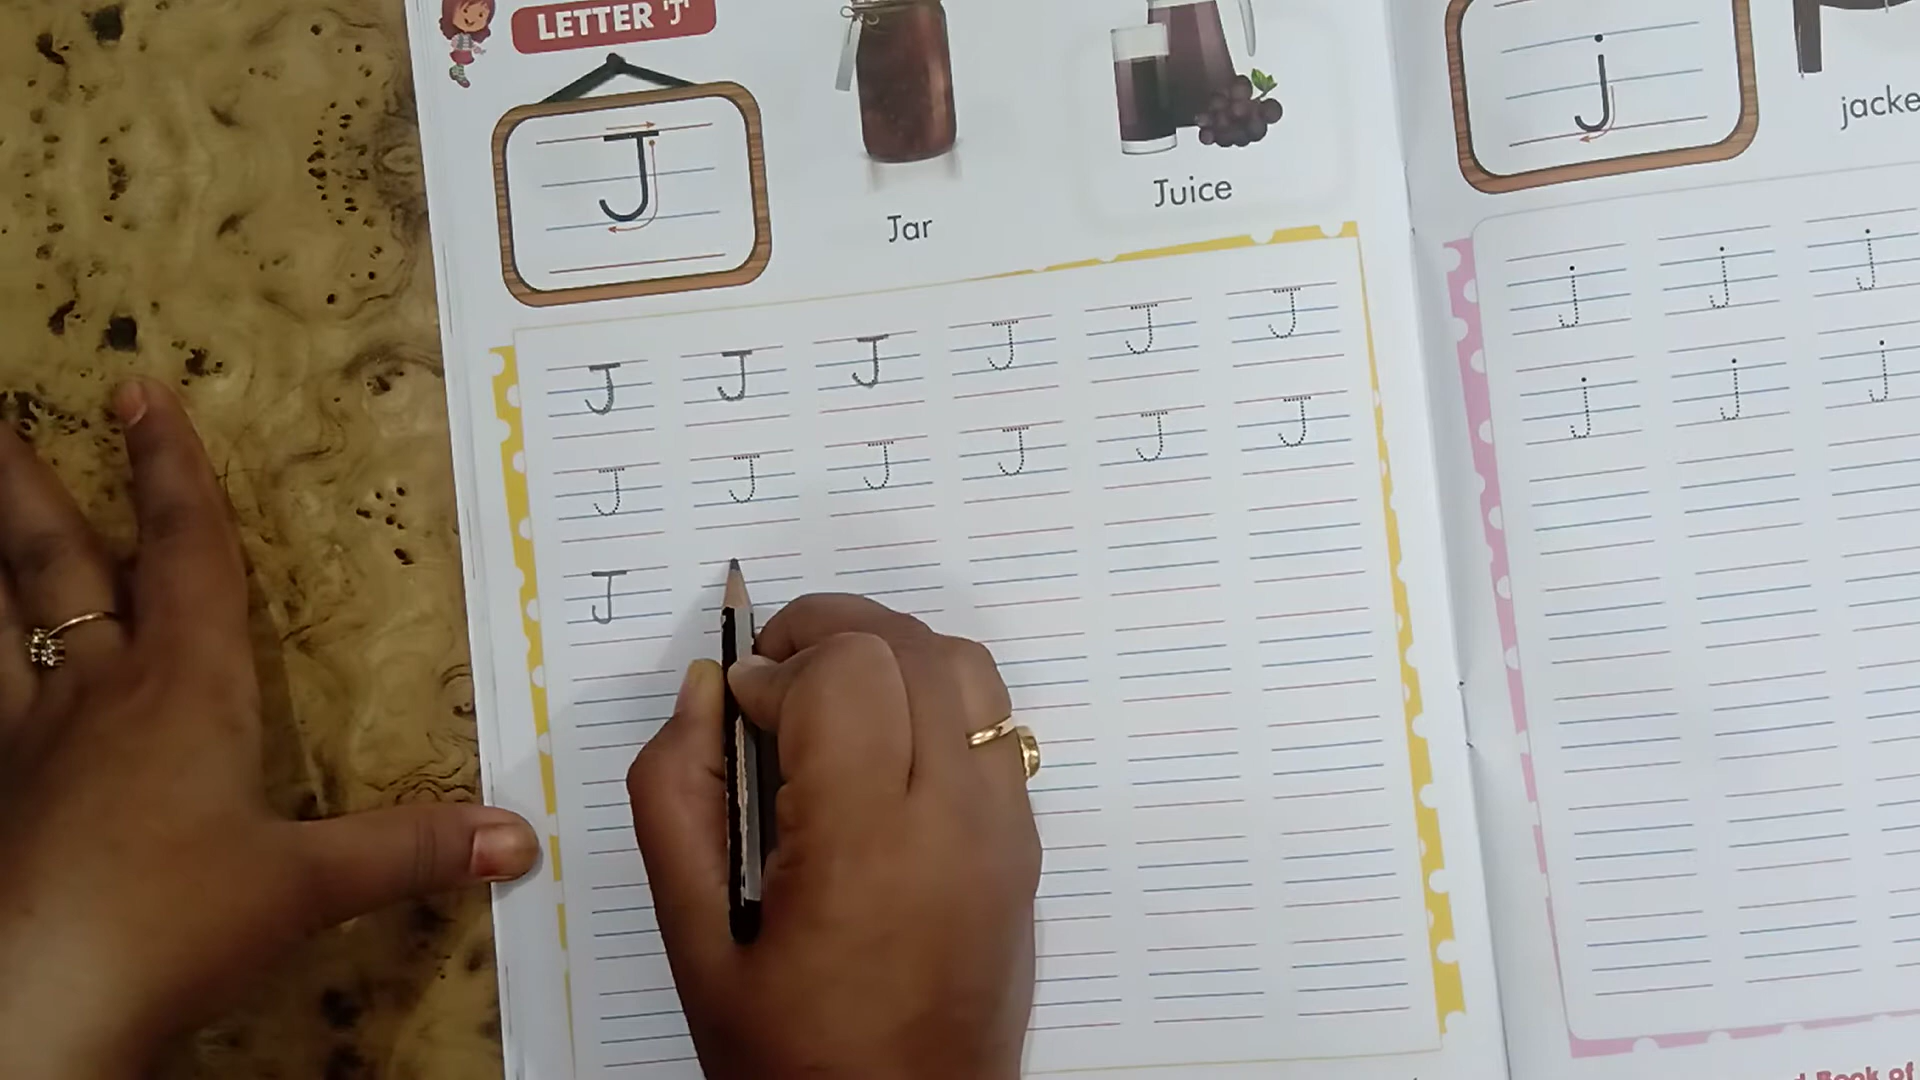 LETTER 'J'
J
Jar
Juice
J J J J J J
J J J J J J
J
j
jacke
j j j
j j j
Book of